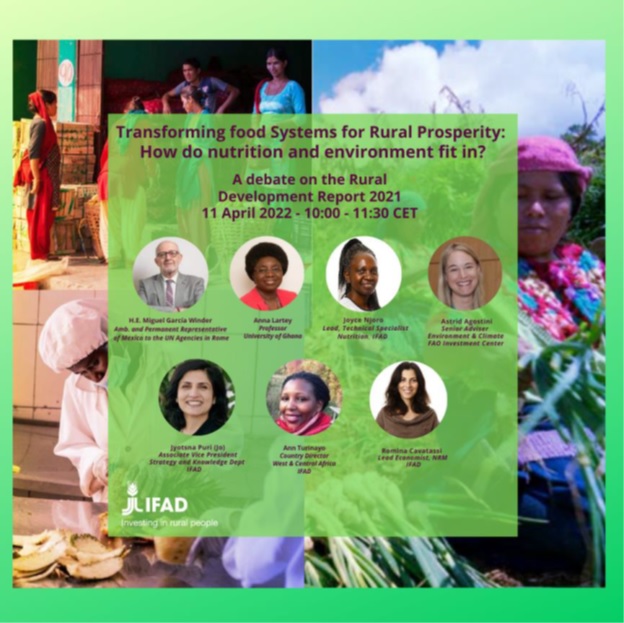 Transforming food Systems for Rural Prosperity:
How do nutrition and environment fit in?
A debate on the Rural
Development Report 2021
11 April 2022 - 10:00 - 11:30 CET
H.E. Miguel García Winder
Amb. and Permanent Representative
of Mexico to the UN Agencies in Rome
Anna Lartey
Professor
University of Ghana
Joyce Njoro
Lead, Technical Specialist
Nutrition, IFAD
Astrid Agostini
Senior Adviser
Environment & Climate
FAO Investment Center
Jyotsna Puri (Jo)
Associate Vice President
Strategy and Knowledge Dept
IFAD
Ann Turinayo
Country Director
West & Central Africa
IFAD
Romina Cavatassi
Lead Economist, NRM
IFAD
IFAD
Investing in rural people